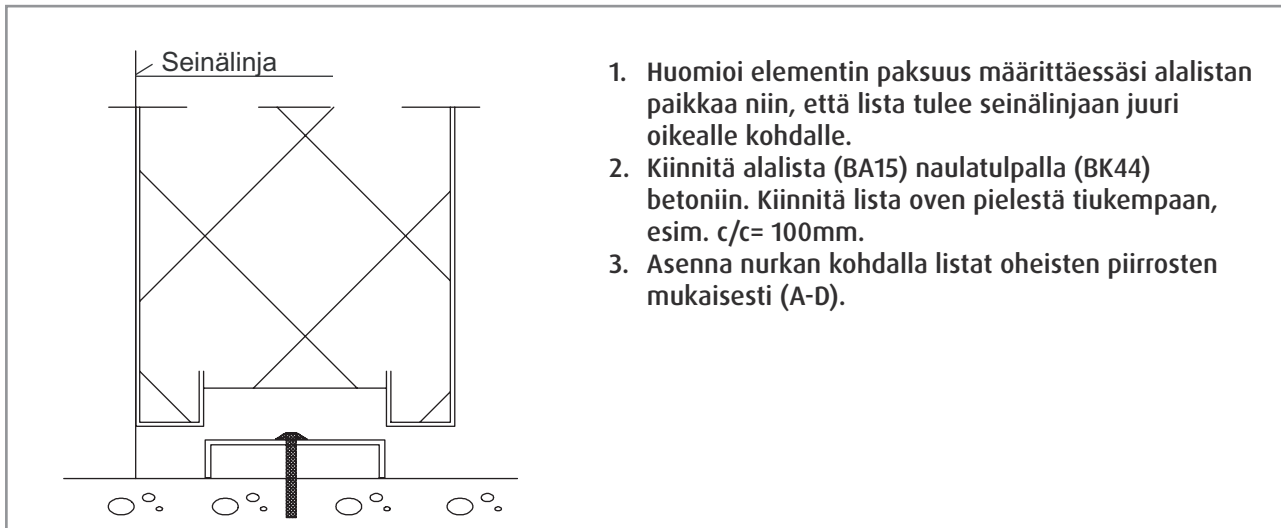 Seinälinja
1. Huomioi elementin paksuus määrittäessäsi alalistan
paikkaa niin, että lista tulee seinälinjaan juuri
oikealle kohdalle.
2. Kiinnitä alalista (BA15) naulatulpalla (BK44)
betoniin. Kiinnitä lista oven pielestä tiukempaan,
esim. c/c= 100mm.
3. Asenna nurkan kohdalla listat oheisten piirrosten
mukaisesti (A-D).